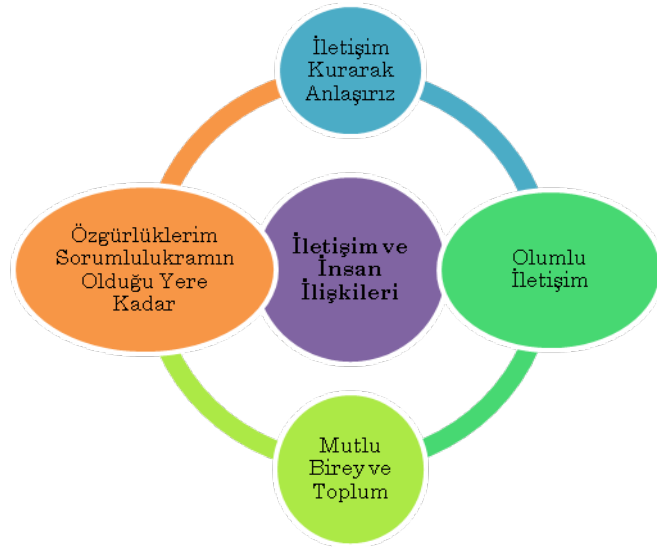 İletişim
Kurarak
Anlaşırız
Özgürlüklerim
Sorumlulukramın
Olduğu Yere
Kadar
İletişim ve
İnsan
İlişkileri
Olumlu
İletişim
Mutlu
Birey ve
Toplum